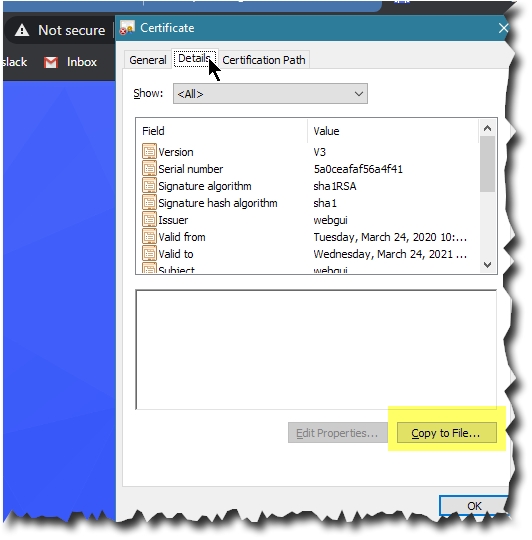 Certificate
Not secure
slack
Inbox
General Details Certification Path
Show: <All>
Field Value
Version V3
Serial number 5a0ceafaf56a4f41
Signature algorithm sha1RSA
Signature hash algorithm sha1
Issuer webgui
Valid from Tuesday, March 24, 2020 10:...
Valid to Wednesday, March 24, 2021 ...
Subject webgui
Edit Properties...
Copy to File...
OK